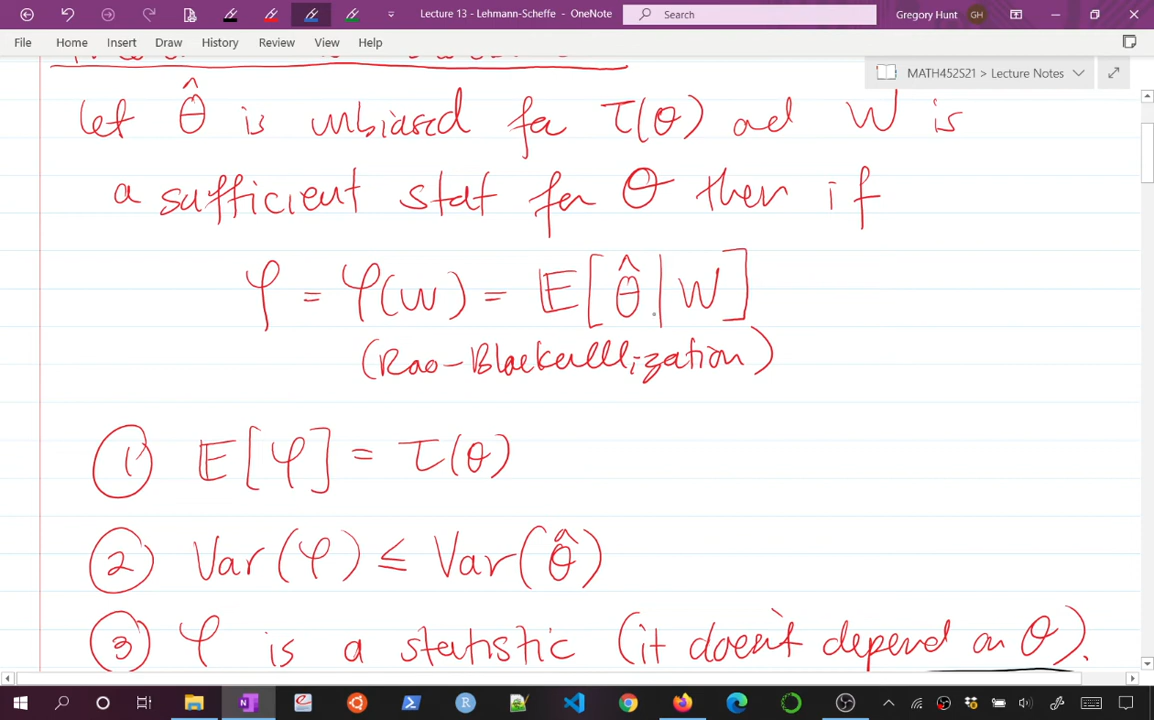 Lecture 13 - Lehmann-Scheffe - OneNote
Search
Gregory Hunt
GH
File Home Insert Draw History Review View Help
MATH452S21 > Lecture Notes
Let θ̂ is unbiased for τ(θ) and W is
a sufficient stat for θ then if
φ = φ(W) = 𝔼[θ̂ | W]
(Rao-Blackwellization)
① 𝔼[φ] = τ(θ)
② Var(φ) ≤ Var(θ̂)
③ φ is a statistic (it doesn't depend on θ).